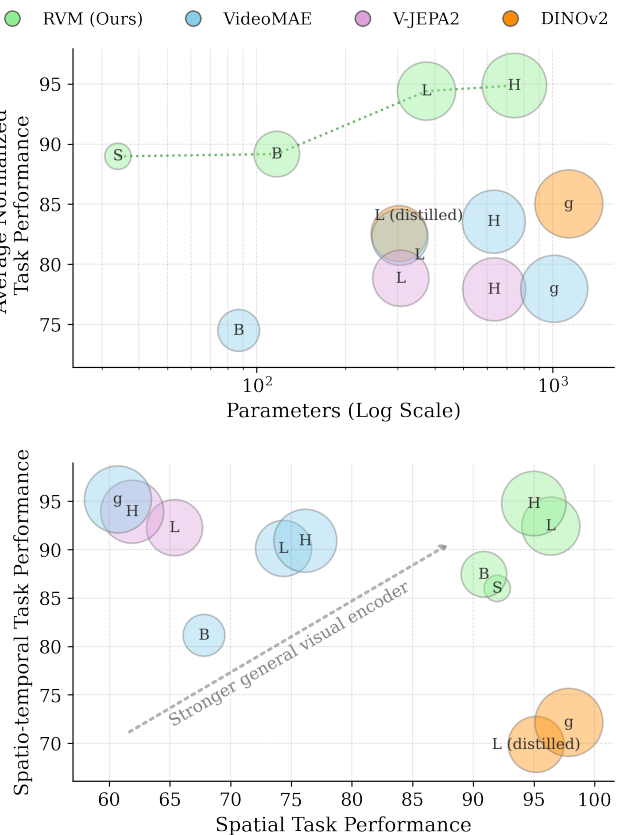 RVM (Ours) VideoMAE V-JEPA2 DINOv2
Average Normalized
Task Performance
95
90
85
80
75
S
B
L
H
L (distilled)
L
H
g
L
H
g
B
10²
10³
Parameters (Log Scale)
Spatio-temporal Task Performance
95
90
85
80
75
70
g
H
L
L
H
B
H
L
B
S
g
L (distilled)
Stronger general visual encoder
60 65 70 75 80 85 90 95 100
Spatial Task Performance